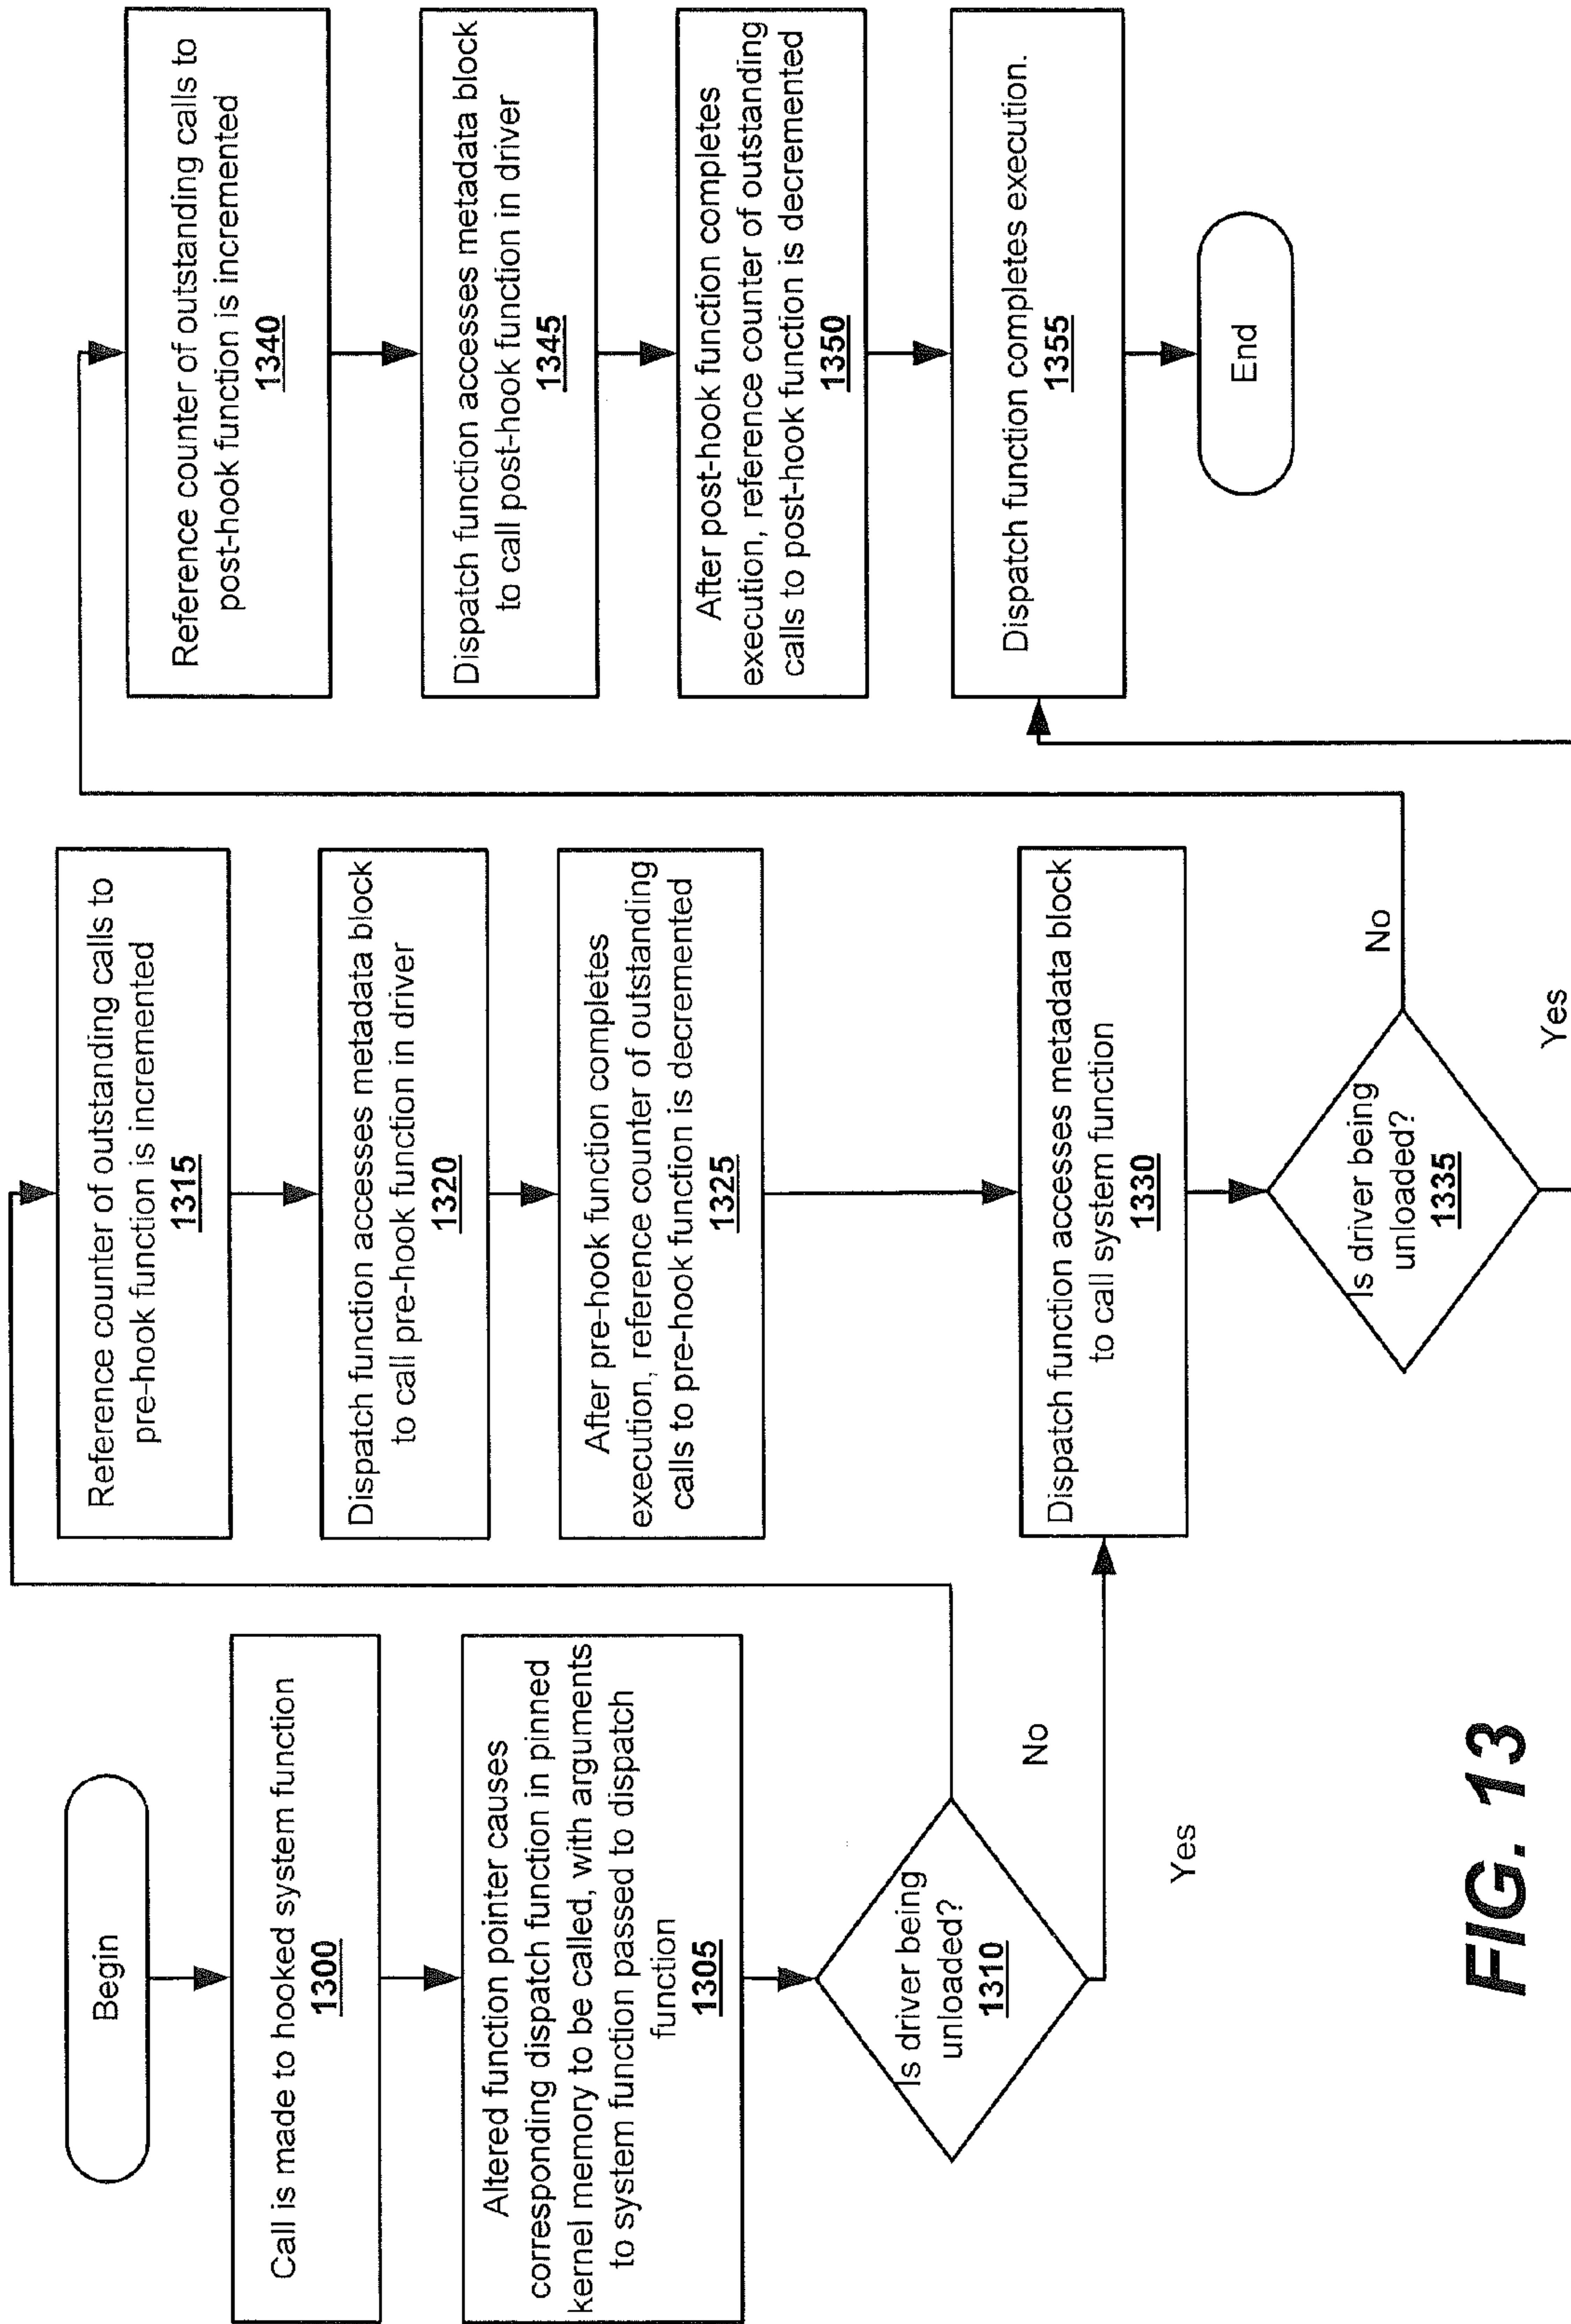 Begin
Call is made to hooked system function
1300
Altered function pointer causes
corresponding dispatch function in pinned
kernel memory to be called, with arguments
to system function passed to dispatch
function
1305
Is driver being
unloaded?
1310
No
Yes
Reference counter of outstanding calls to
pre-hook function is incremented
1315
Dispatch function accesses metadata block
to call pre-hook function in driver
1320
After pre-hook function completes
execution, reference counter of outstanding
calls to pre-hook function is decremented
1325
Dispatch function accesses metadata block
to call system function
1330
Is driver being
unloaded?
1335
No
Yes
Reference counter of outstanding calls to
post-hook function is incremented
1340
Dispatch function accesses metadata block
to call post-hook function in driver
1345
After post-hook function completes
execution, reference counter of outstanding
calls to post-hook function is decremented
1350
Dispatch function completes execution.
1355
End
FIG. 13